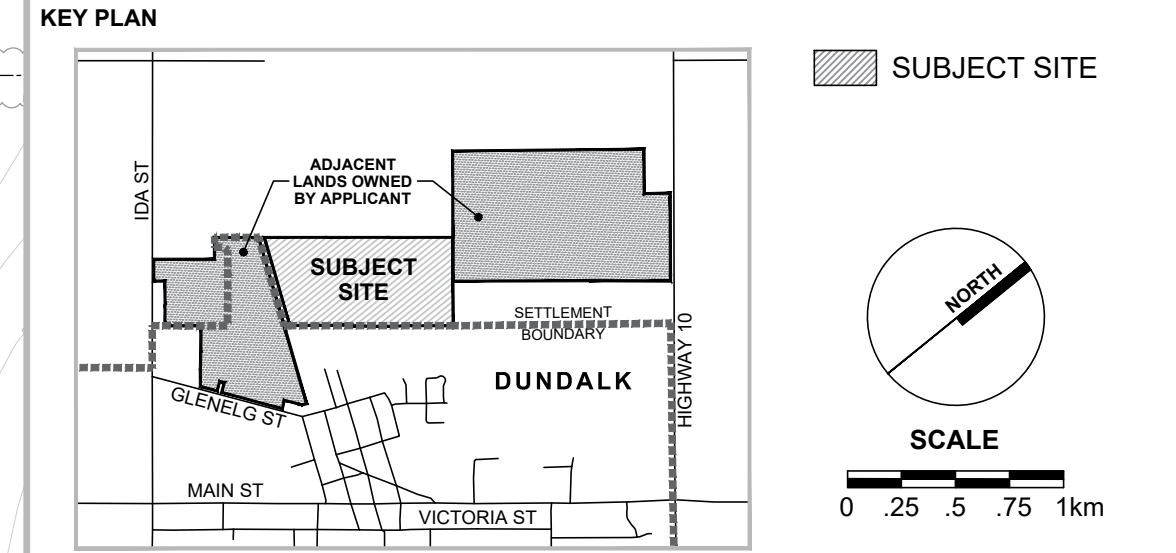 KEY PLAN
SUBJECT SITE
IDA ST
ADJACENT
LANDS OWNED
BY APPLICANT
SUBJECT
SITE
SETTLEMENT
BOUNDARY
HIGHWAY 10
DUNDALK
GLENELG ST
MAIN ST
VICTORIA ST
NORTH
SCALE
0 .25 .5 .75 1km